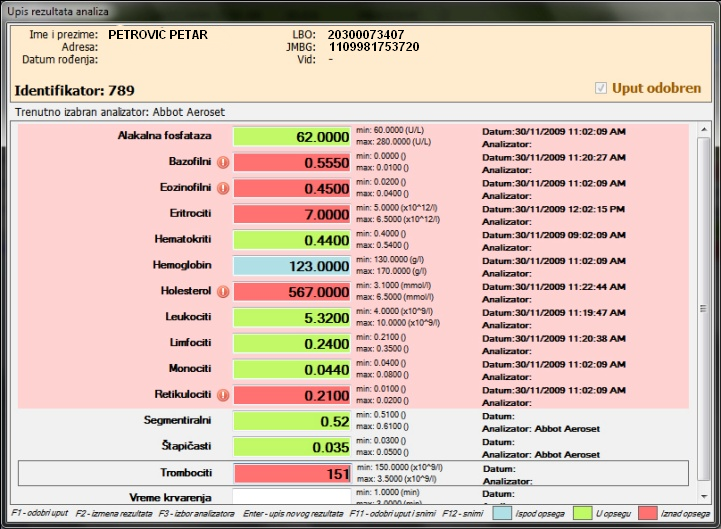 Upis rezultata analiza
Ime i prezime: PETROVIĆ PETAR LBO: 20300073407
Adresa: JMBG: 1109981753720
Datum rođenja: Vid: -
Identifikator: 789 Uput odobren
Trenutno izabran analizator: Abbot Aeroset
Alakalna fosfataza 62.0000 min: 60.0000 (U/L) Datum:30/11/2009 11:02:09 AM
max: 280.0000 (U/L) Analizator:
Bazofilni 0.5550 min: 0.0000 () Datum:30/11/2009 11:20:27 AM
max: 0.0100 () Analizator:
Eozinofilni 0.4500 min: 0.0200 () Datum:30/11/2009 11:02:09 AM
max: 0.0400 () Analizator:
Eritrociti 7.0000 min: 5.0000 (x10^12/l) Datum:30/11/2009 12:02:15 PM
max: 6.5000 (x10^12/l) Analizator:
Hematokriti 0.4400 min: 0.4000 () Datum:30/11/2009 09:02:09 AM
max: 0.5400 () Analizator:
Hemoglobin 123.0000 min: 130.0000 (g/l) Datum:30/11/2009 11:02:09 AM
max: 170.0000 (g/l) Analizator:
Holesterol 567.0000 min: 3.1000 (mmol/l) Datum:30/11/2009 11:22:44 AM
max: 6.5000 (mmol/l) Analizator:
Leukociti 5.3200 min: 4.0000 (x10^9/l) Datum:30/11/2009 11:19:47 AM
max: 10.0000 (x10^9/l) Analizator:
Limfociti 0.2400 min: 0.2100 () Datum:30/11/2009 11:20:38 AM
max: 0.3500 () Analizator:
Monociti 0.0440 min: 0.0400 () Datum:30/11/2009 11:02:09 AM
max: 0.0800 () Analizator:
Retikulociti 0.2100 min: 0.0100 () Datum:30/11/2009 11:02:09 AM
max: 0.0200 () Analizator:
Segmentiralni 0.52 min: 0.5100 () Datum:
max: 0.6100 () Analizator: Abbot Aeroset
Štapičasti 0.035 min: 0.0300 () Datum:
max: 0.0500 () Analizator: Abbot Aeroset
Trombociti 151 min: 150.0000 (x10^9/l) Datum:
max: 3.5000 (x10^9/l) Analizator:
Vreme krvarenja min: 1.0000 (min) Datum:
max: 3.0000 (min) Analizator:
F1 - odobri uput F2 - izmena rezultata F3 - izbor analizatora Enter - upis novog rezultata F11 - odobri uput i snimi F12 - snimi Ispod opsega U opsegu Iznad opsega